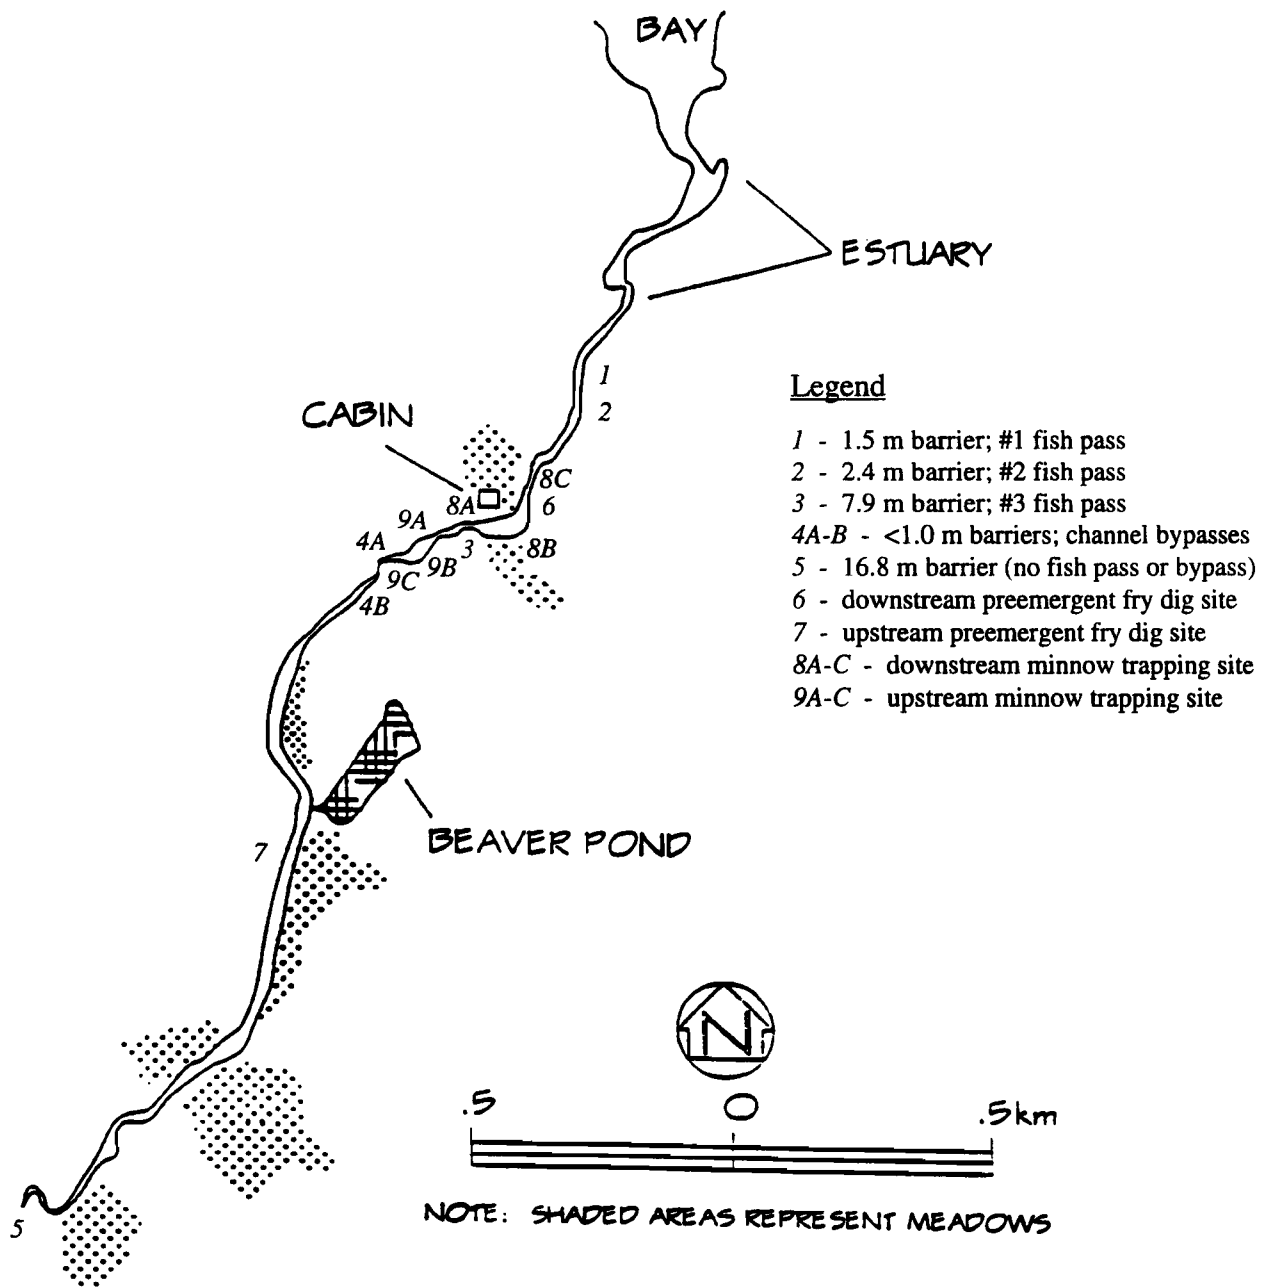 BAY
ESTUARY
1
2
CABIN
8C
8A
6
9A
3
8B
4A
9B
9C
4B
Legend
1 - 1.5 m barrier; #1 fish pass
2 - 2.4 m barrier; #2 fish pass
3 - 7.9 m barrier; #3 fish pass
4A-B - <1.0 m barriers; channel bypasses
5 - 16.8 m barrier (no fish pass or bypass)
6 - downstream preemergent fry dig site
7 - upstream preemergent fry dig site
8A-C - downstream minnow trapping site
9A-C - upstream minnow trapping site
BEAVER POND
7
N
.5 0 .5km
NOTE: SHADED AREAS REPRESENT MEADOWS
5